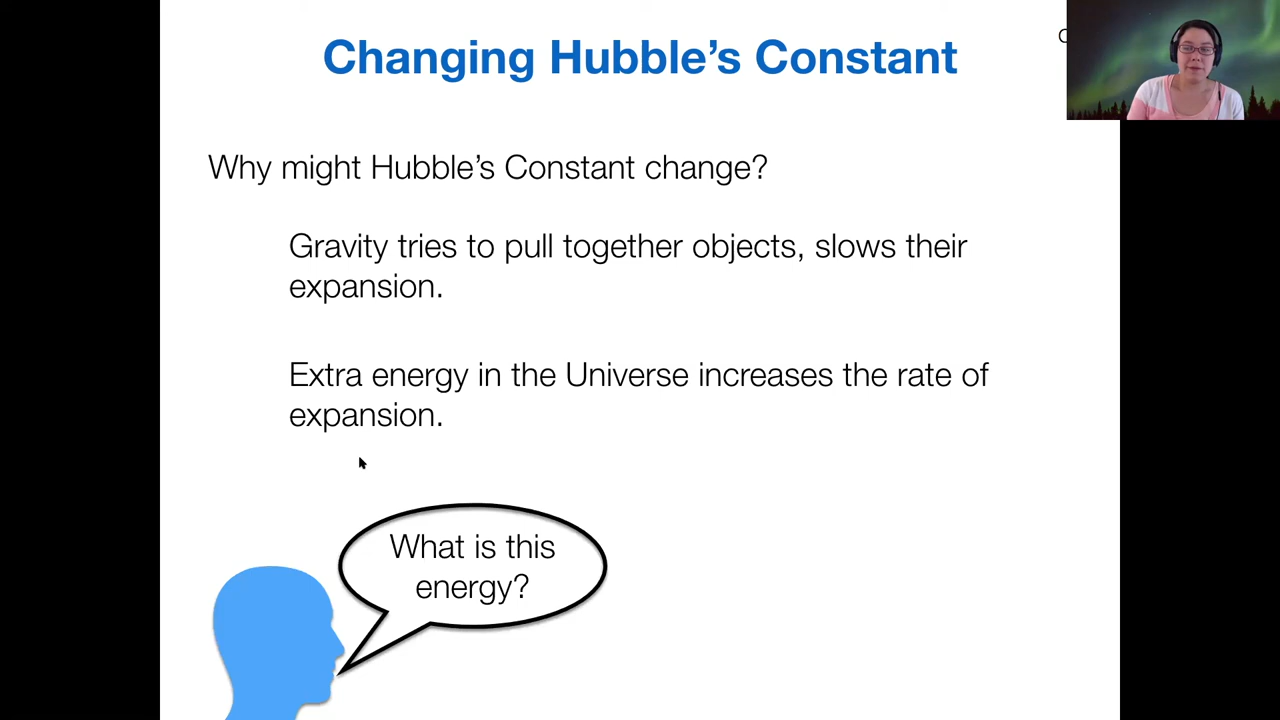 Changing Hubble’s Constant
Why might Hubble’s Constant change?
Gravity tries to pull together objects, slows their
expansion.
Extra energy in the Universe increases the rate of
expansion.
What is this
energy?